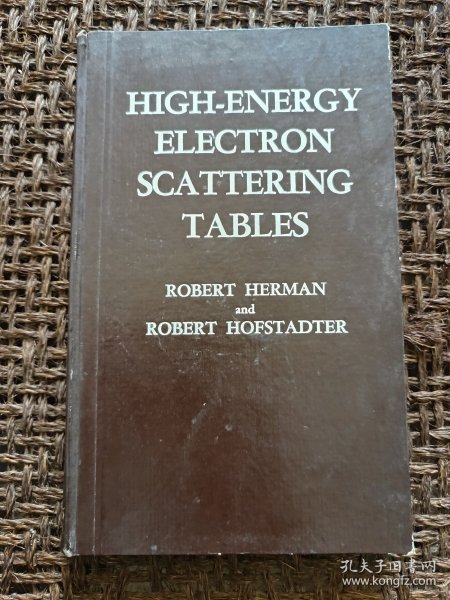 HIGH-ENERGY
ELECTRON
SCATTERING
TABLES
ROBERT HERMAN
and
ROBERT HOFSTADTER
孔夫子旧书网
www.kongfz.com